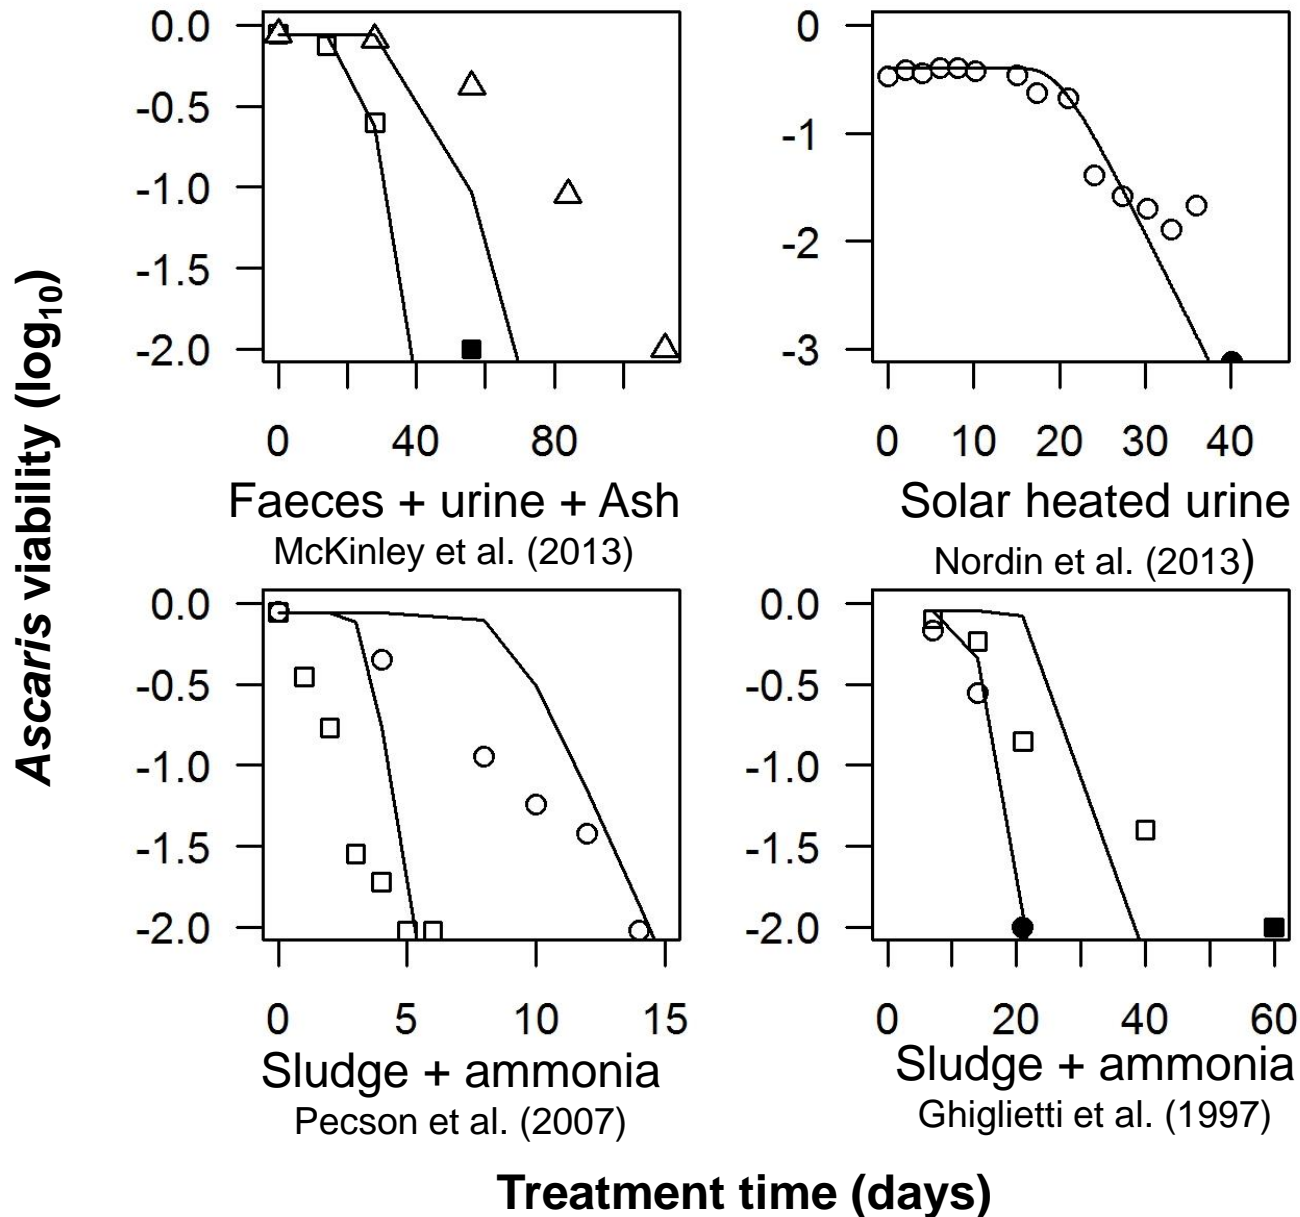 Ascaris viability (log10)
0.0
-0.5
-1.0
-1.5
-2.0
0 40 80
Faeces + urine + Ash
McKinley et al. (2013)
0
-1
-2
-3
0 10 20 30 40
Solar heated urine
Nordin et al. (2013)
0.0
-0.5
-1.0
-1.5
-2.0
0 5 10 15
Sludge + ammonia
Pecson et al. (2007)
0.0
-0.5
-1.0
-1.5
-2.0
0 20 40 60
Sludge + ammonia
Ghiglietti et al. (1997)
Treatment time (days)